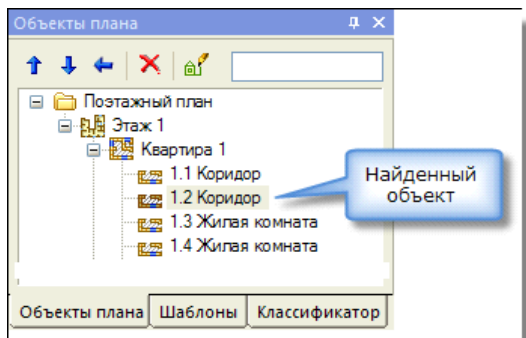 Объекты плана
Поэтажный план
Этаж 1
Квартира 1
1.1 Коридор
1.2 Коридор
1.3 Жилая комната
1.4 Жилая комната
Найденный
объект
Объекты плана
Шаблоны
Классификатор